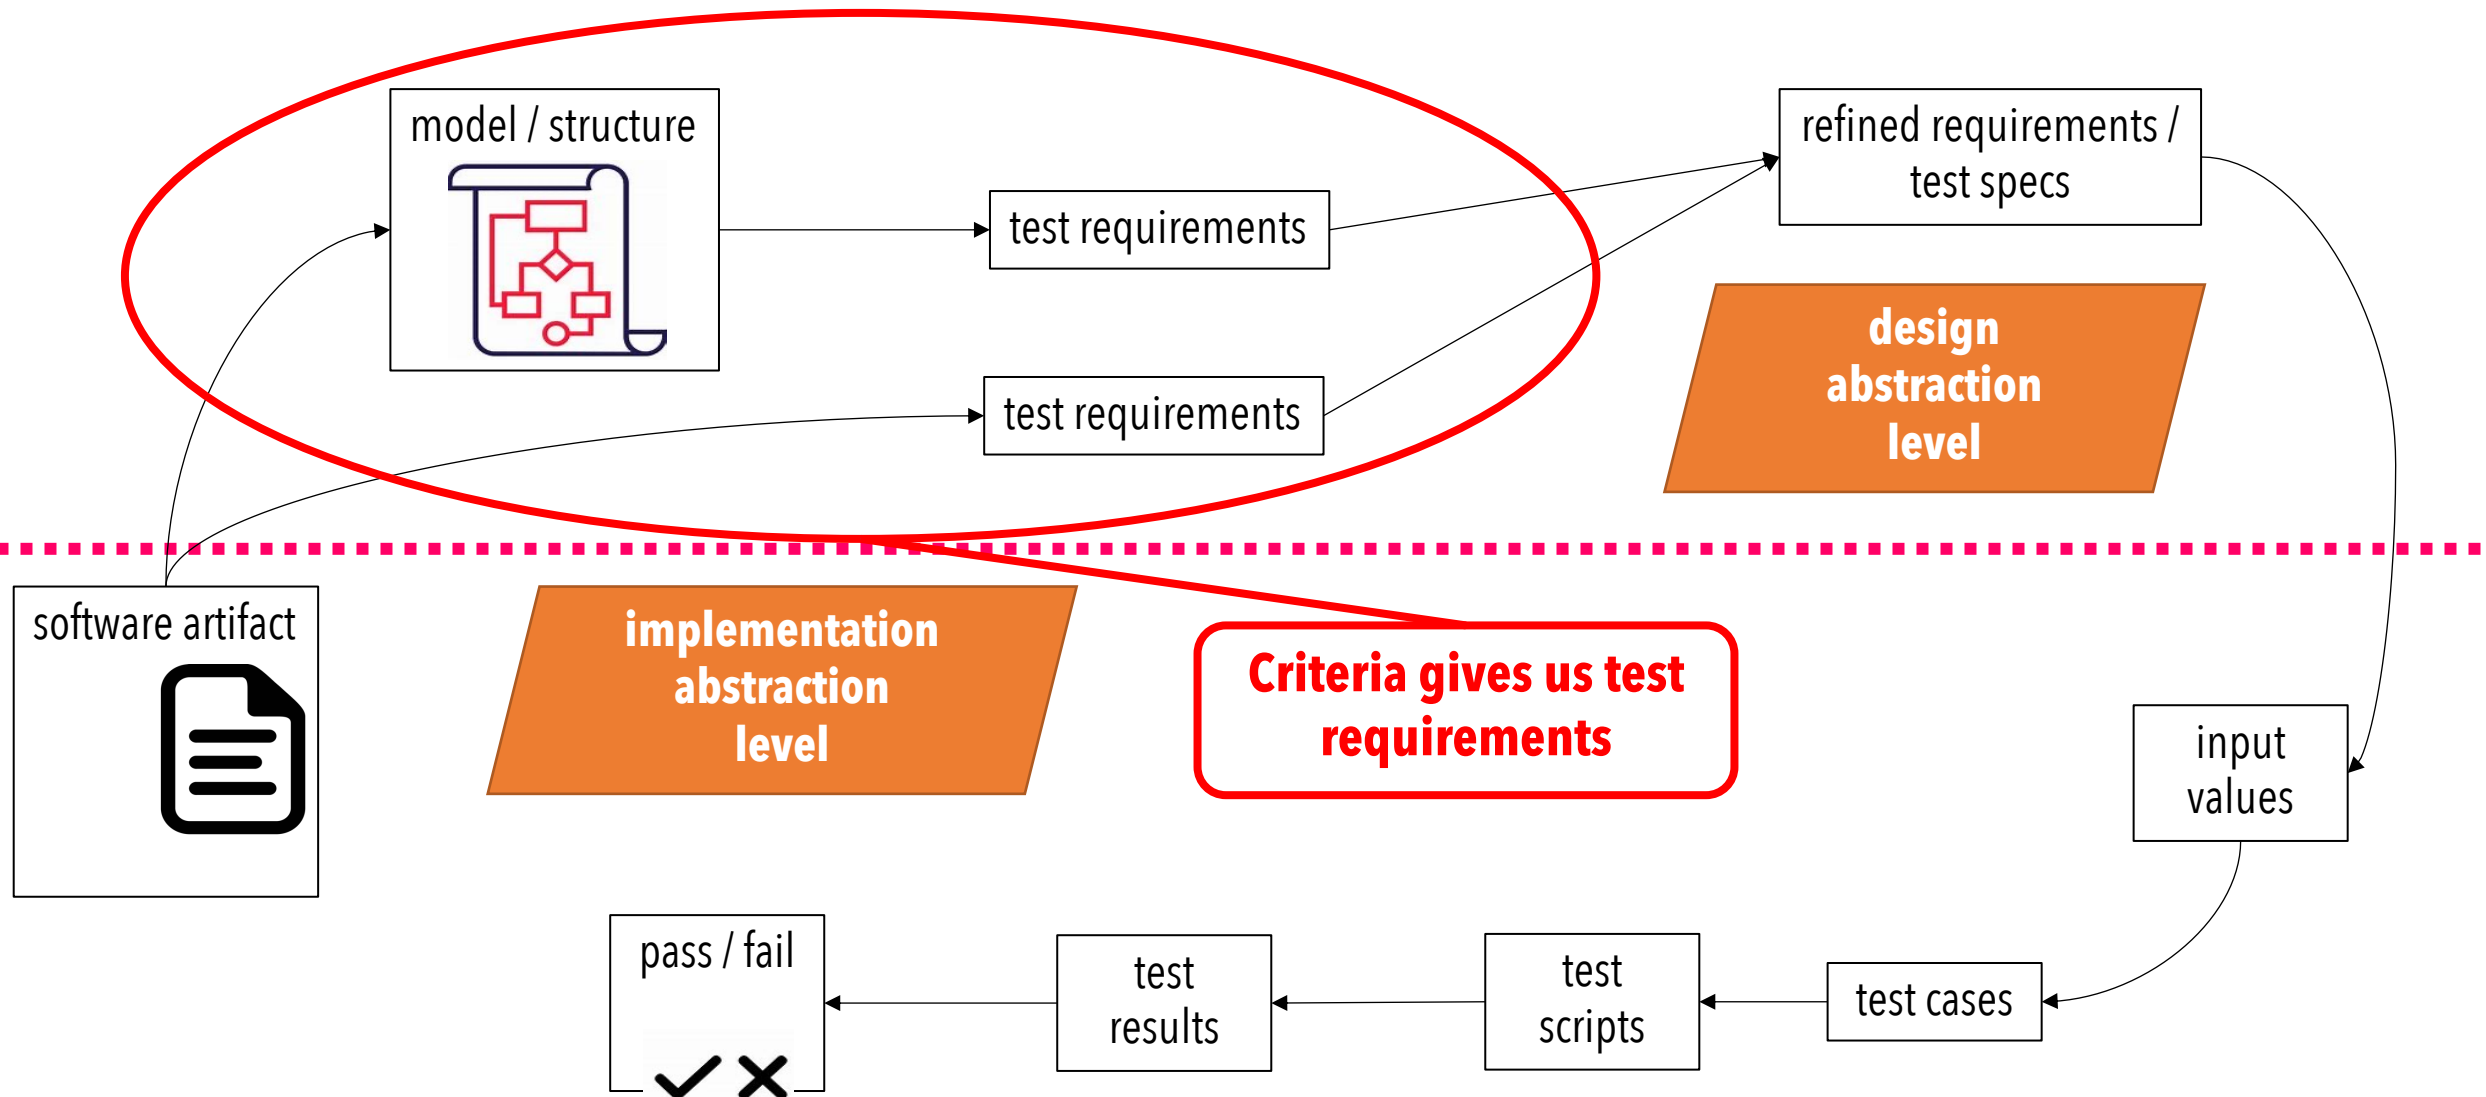 model / structure
test requirements
refined requirements /
test specs
test requirements
design
abstraction
level
software artifact
implementation
abstraction
level
Criteria gives us test
requirements
input
values
pass / fail
test
results
test
scripts
test cases